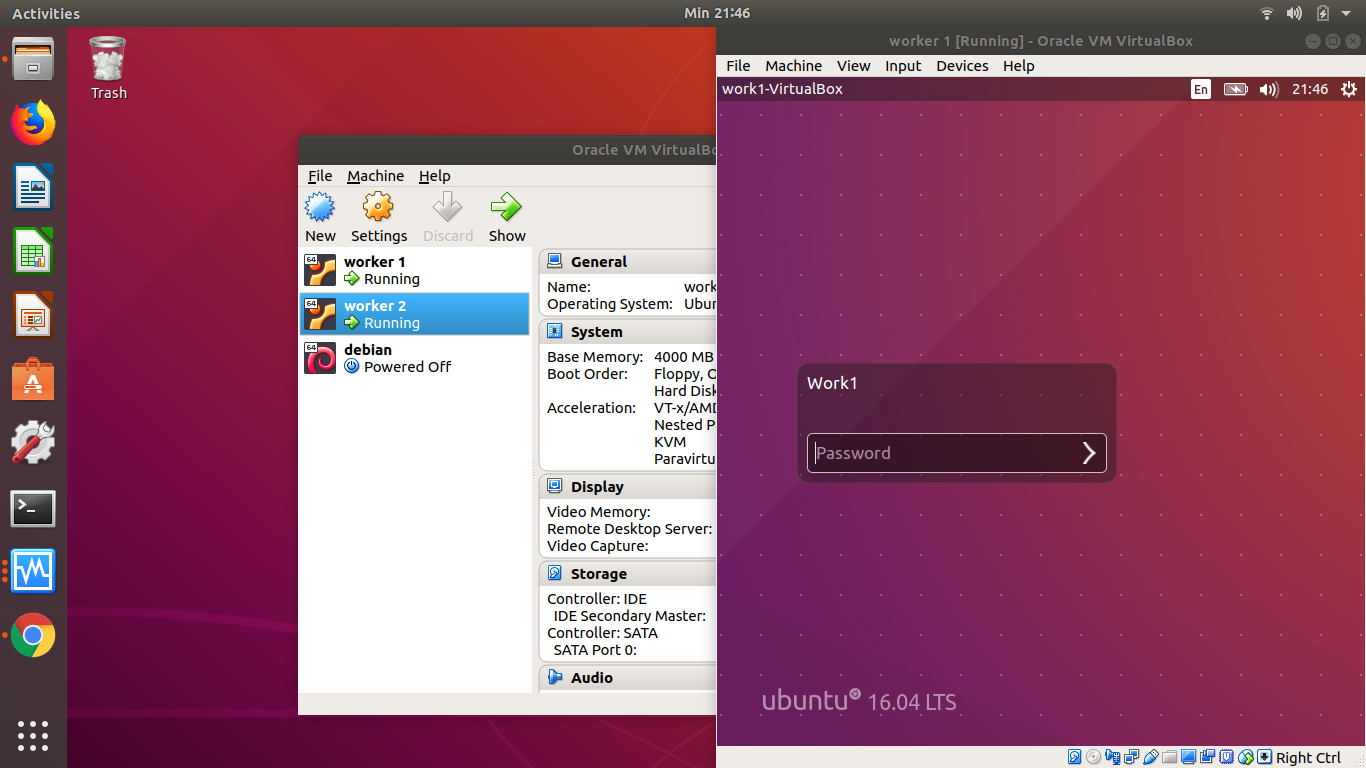 Activities
Min 21:46
Trash
Oracle VM VirtualBo
File Machine Help
New Settings Discard Show
64
worker 1
Running
64
worker 2
Running
64
debian
Powered Off
General
Name: work
Operating System: Ubun
System
Base Memory: 4000 MB
Boot Order: Floppy, O
Hard Disk
Acceleration: VT-x/AMD
Nested P
KVM
Paravirtu
Display
Video Memory:
Remote Desktop Server:
Video Capture:
Storage
Controller: IDE
IDE Secondary Master:
Controller: SATA
SATA Port 0:
Audio
worker 1 [Running] - Oracle VM VirtualBox
File Machine View Input Devices Help
work1-VirtualBox
En
21:46
Work1
Password
ubuntu 16.04 LTS
Right Ctrl